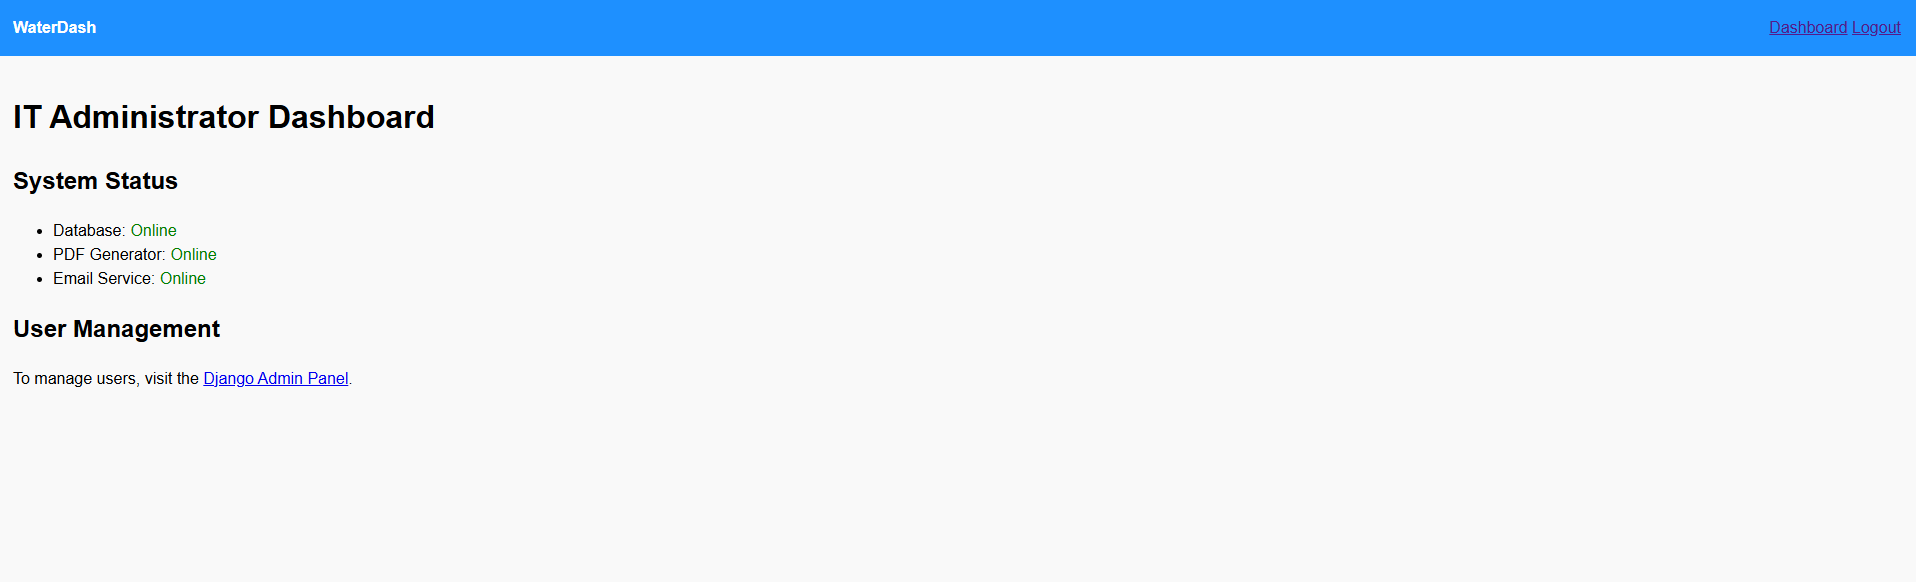 WaterDash
Dashboard Logout
IT Administrator Dashboard
System Status
• Database: Online
• PDF Generator: Online
• Email Service: Online
User Management
To manage users, visit the Django Admin Panel.